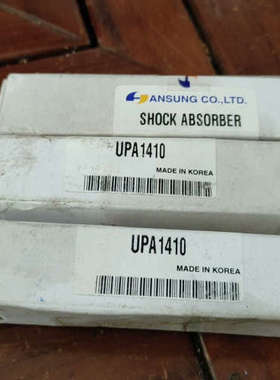 ANSUNG CO.,LTD.
SHOCK ABSORBER
UPA1410
MADE IN KOREA
UPA1410
MADE IN KOREA